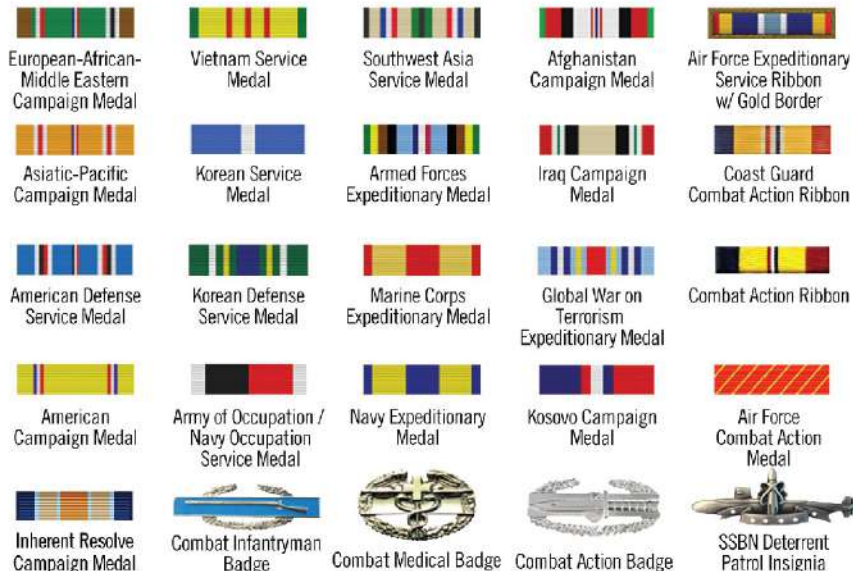 European-African-
Middle Eastern
Campaign Medal
Vietnam Service
Medal
Southwest Asia
Service Medal
Afghanistan
Campaign Medal
Air Force Expeditionary
Service Ribbon
w/ Gold Border
Asiatic-Pacific
Campaign Medal
Korean Service
Medal
Armed Forces
Expeditionary Medal
Iraq Campaign
Medal
Coast Guard
Combat Action Ribbon
American Defense
Service Medal
Korean Defense
Service Medal
Marine Corps
Expeditionary Medal
Global War on
Terrorism
Expeditionary Medal
Combat Action Ribbon
American
Campaign Medal
Army of Occupation /
Navy Occupation
Service Medal
Navy Expeditionary
Medal
Kosovo Campaign
Medal
Air Force
Combat Action
Medal
Inherent Resolve
Campaign Medal
Combat Infantryman
Badge
Combat Medical Badge
Combat Action Badge
SSBN Deterrent
Patrol Insignia